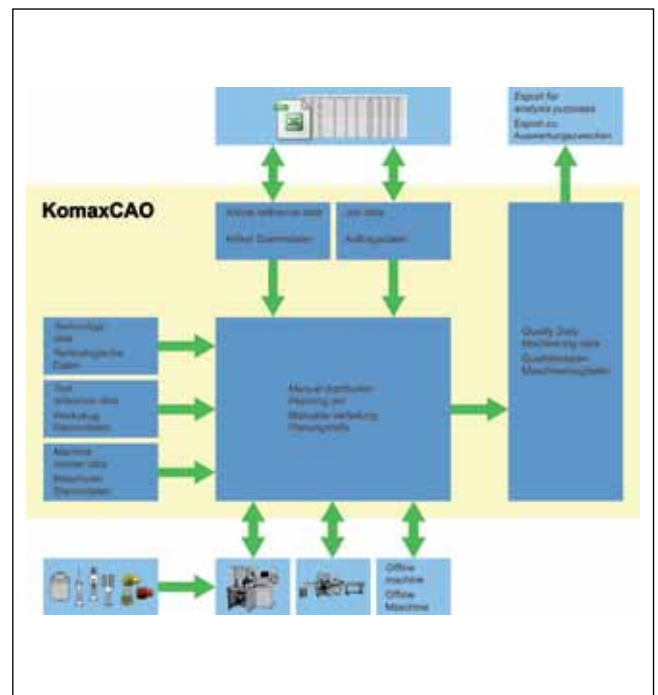 Export for
analysis purposes
Export zu
Auswertungszwecken
KomaxCAO
Article reference data
Artikel Stammdaten
Job data
Auftragsdaten
Technology
data
Technologische
Daten
Tool
reference data
Werkzeug
Stammdaten
Machine
master data
Maschinen
Stammdaten
Manual distribution
Planning aid
Manuelle Verteilung
Planungshilfe
Quality Data
Machine log data
Qualitätsdaten
Offline
machine
Offline
Maschine